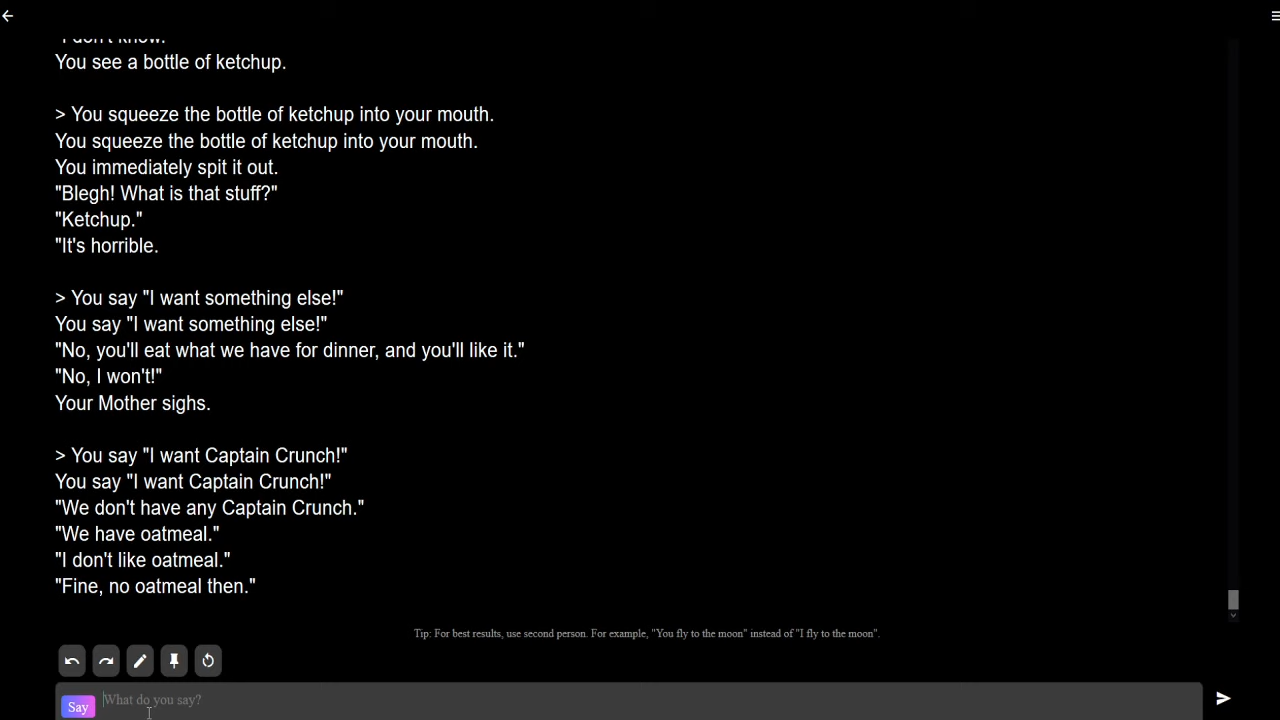 "I don't know.
You see a bottle of ketchup.
> You squeeze the bottle of ketchup into your mouth.
You squeeze the bottle of ketchup into your mouth.
You immediately spit it out.
"Blegh! What is that stuff?"
"Ketchup."
"It's horrible.
> You say "I want something else!"
You say "I want something else!"
"No, you'll eat what we have for dinner, and you'll like it."
"No, I won't!"
Your Mother sighs.
> You say "I want Captain Crunch!"
You say "I want Captain Crunch!"
"We don't have any Captain Crunch."
"We have oatmeal."
"I don't like oatmeal."
"Fine, no oatmeal then."
Tip: For best results, use second person. For example, "You fly to the moon" instead of "I fly to the moon".
Say What do you say?